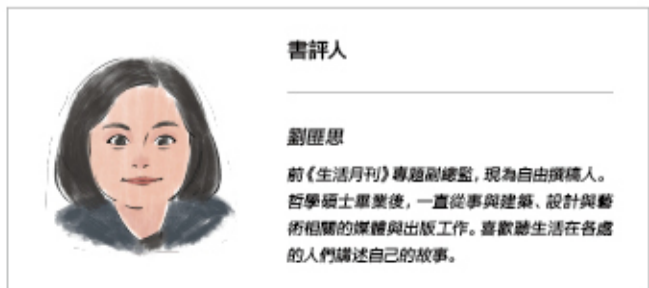 書評人
劉匪思
前《生活月刊》專題副總監,現為自由撰稿人。
哲學碩士畢業後,一直從事與建築、設計與藝
術相關的媒體與出版工作。喜歡聽生活在各處
的人們講述自己的故事。